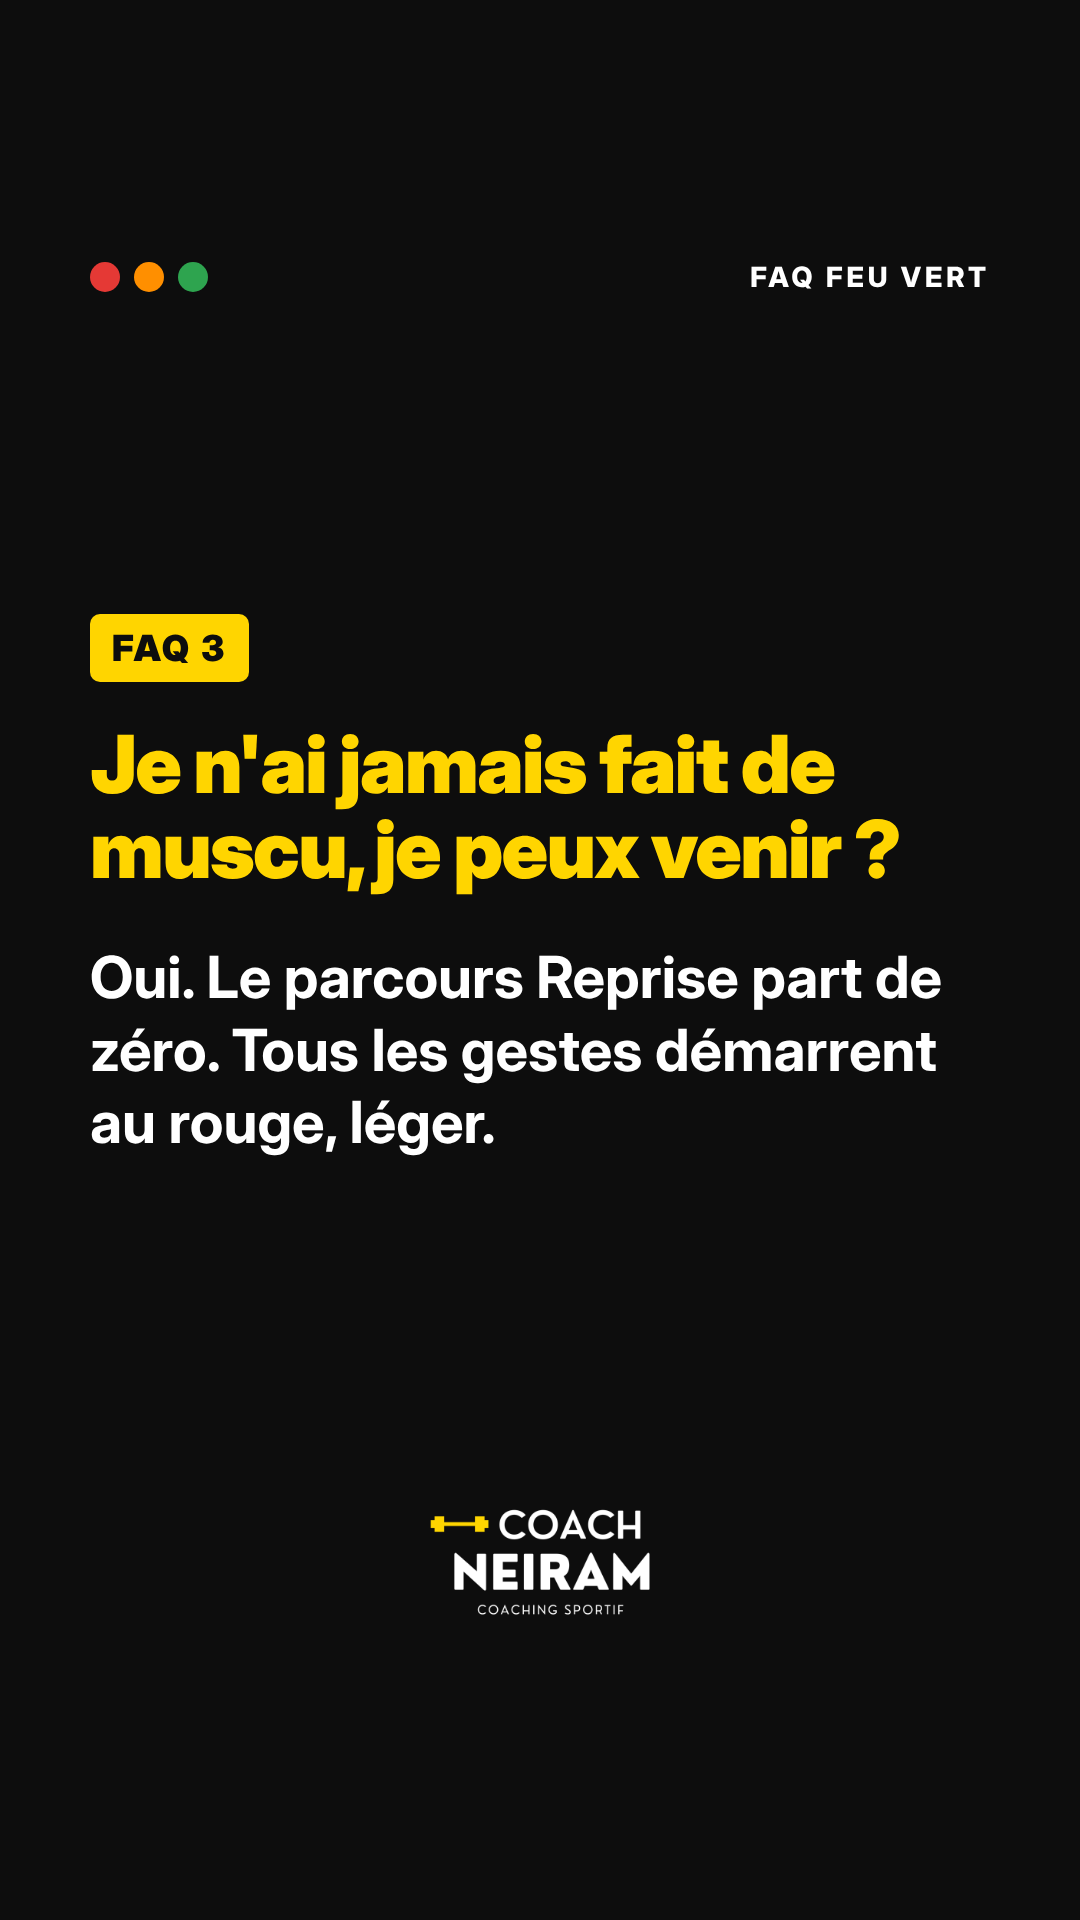 FAQ FEU VERT
FAQ 3
Je n'ai jamais fait de
muscu, je peux venir ?
Oui. Le parcours Reprise part de
zéro. Tous les gestes démarrent
au rouge, léger.
COACH
NEIRAM
COACHING SPORTIF